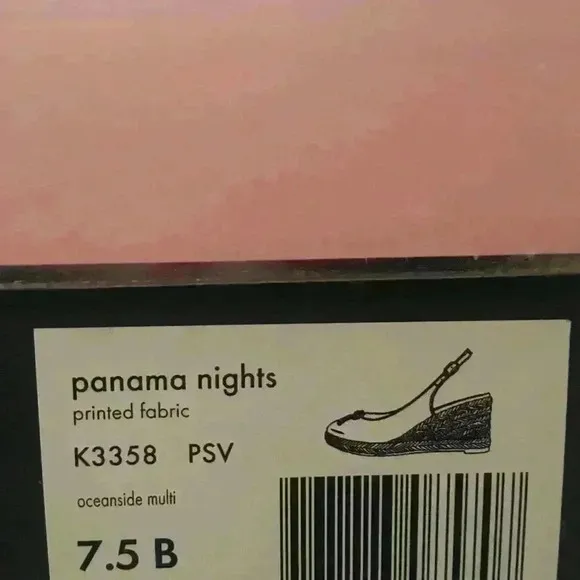 panama nights
printed fabric
K3358 PSV
oceanside multi
7.5 B